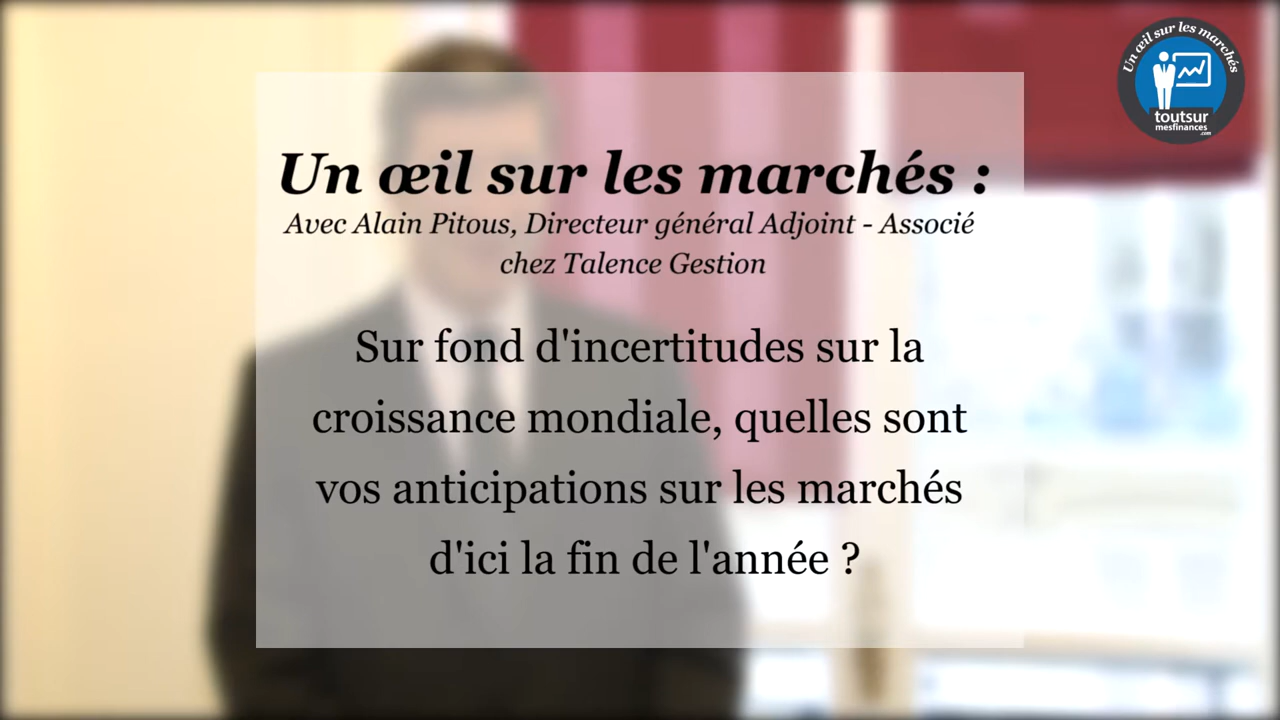 Un œil sur les marchés
toutsur
mesfinances
.com
Un œil sur les marchés :
Avec Alain Pitous, Directeur général Adjoint - Associé
chez Talence Gestion
Sur fond d'incertitudes sur la
croissance mondiale, quelles sont
vos anticipations sur les marchés
d'ici la fin de l'année ?